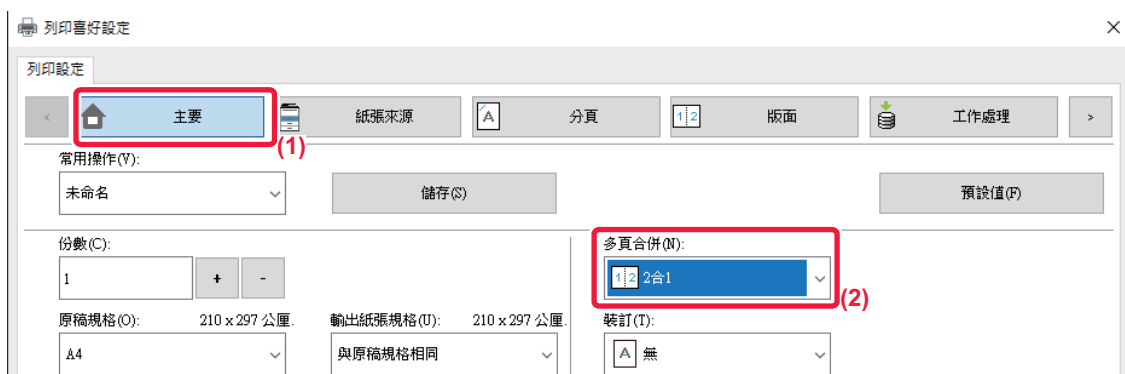 列印喜好設定
列印設定
< 主要 紙張來源 A 分頁 1 2 版面 工作處理 >
(1)
常用操作(V):
未命名 儲存(S) 預設值(F)
份數(C): 多頁合併(N):
1 + - 1 2 2合1
(2)
原稿規格(O): 210 x 297 公厘. 輸出紙張規格(U): 210 x 297 公厘. 裝訂(T):
A4 與原稿規格相同 A 無